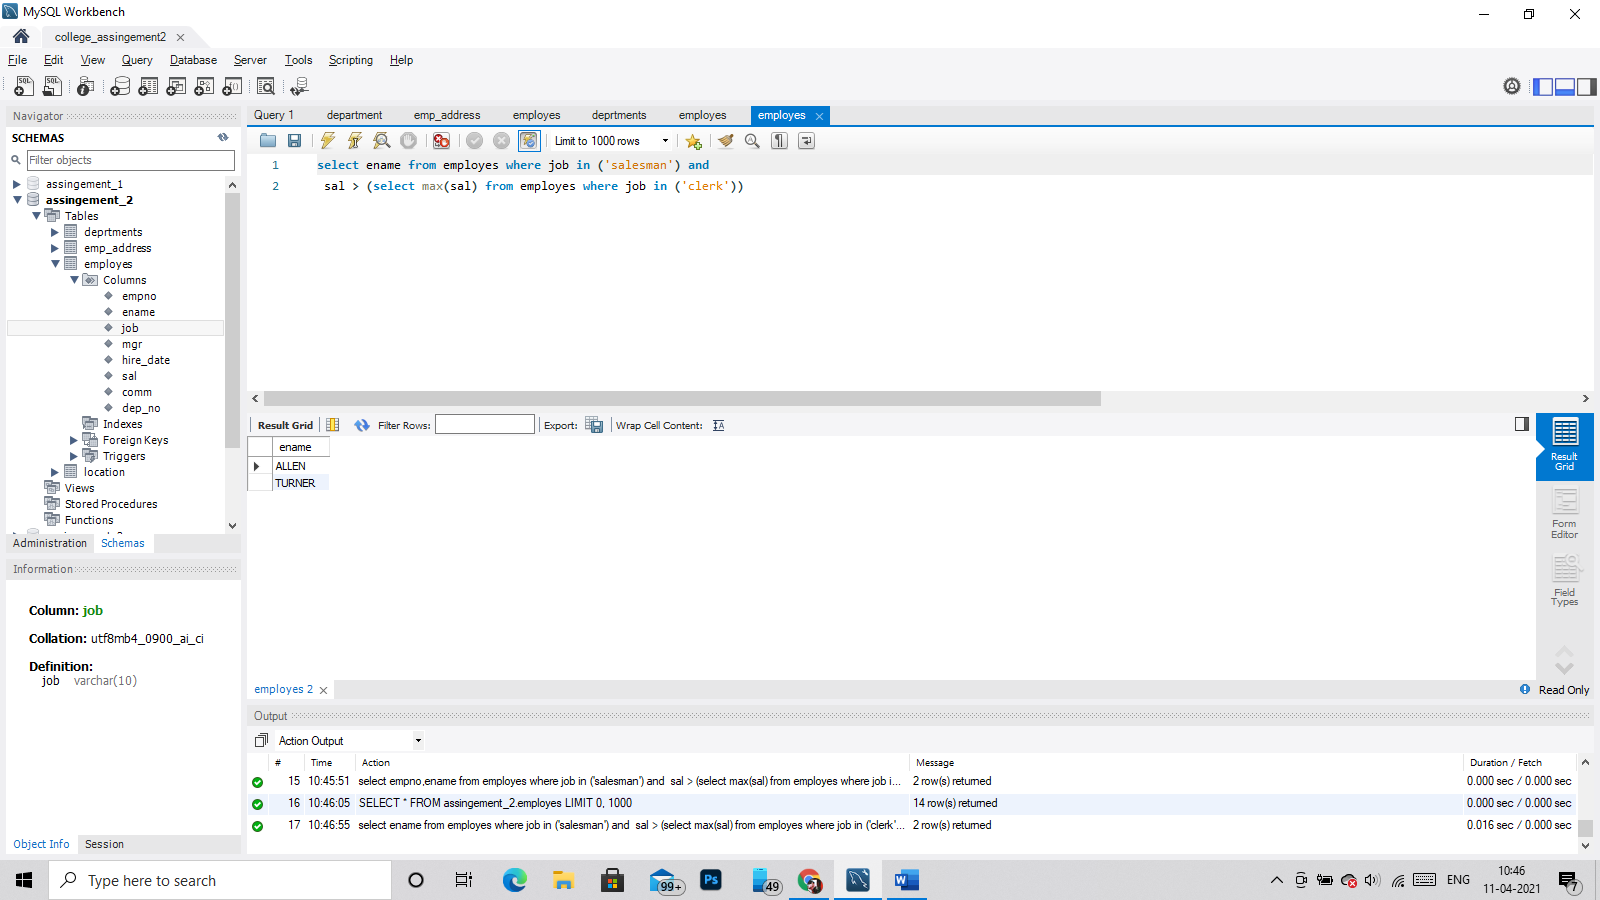 MySQL Workbench
college_assingement2
File Edit View Query Database Server Tools Scripting Help
Navigator
SCHEMAS
Filter objects
assingement_1
assingement_2
Tables
deprtments
emp_address
employes
Columns
empno
ename
job
mgr
hire_date
sal
comm
dep_no
Indexes
Foreign Keys
Triggers
location
Views
Stored Procedures
Functions
Administration Schemas
Information
Column: job
Collation: utf8mb4_0900_ai_ci
Definition:
job varchar(10)
Object Info Session
Query 1 department emp_address employes deprtments employes employes
Limit to 1000 rows
1 select ename from employes where job in ('salesman') and
2 sal > (select max(sal) from employes where job in ('clerk'))
Result Grid Filter Rows: Export: Wrap Cell Content:
ename
ALLEN
TURNER
Result
Grid
Form
Editor
Field
Types
employes 2 Read Only
Output
Action Output
# Time Action Message Duration / Fetch
15 10:45:51 select empno,ename from employes where job in ('salesman') and sal > (select max(sal) from employes where job i... 2 row(s) returned 0.000 sec / 0.000 sec
16 10:46:05 SELECT * FROM assingement_2.employes LIMIT 0, 1000 14 row(s) returned 0.000 sec / 0.000 sec
17 10:46:55 select ename from employes where job in ('salesman') and sal > (select max(sal) from employes where job in ('clerk'... 2 row(s) returned 0.016 sec / 0.000 sec
Type here to search 99+ Ps 49 ENG 10:46
11-04-2021 7